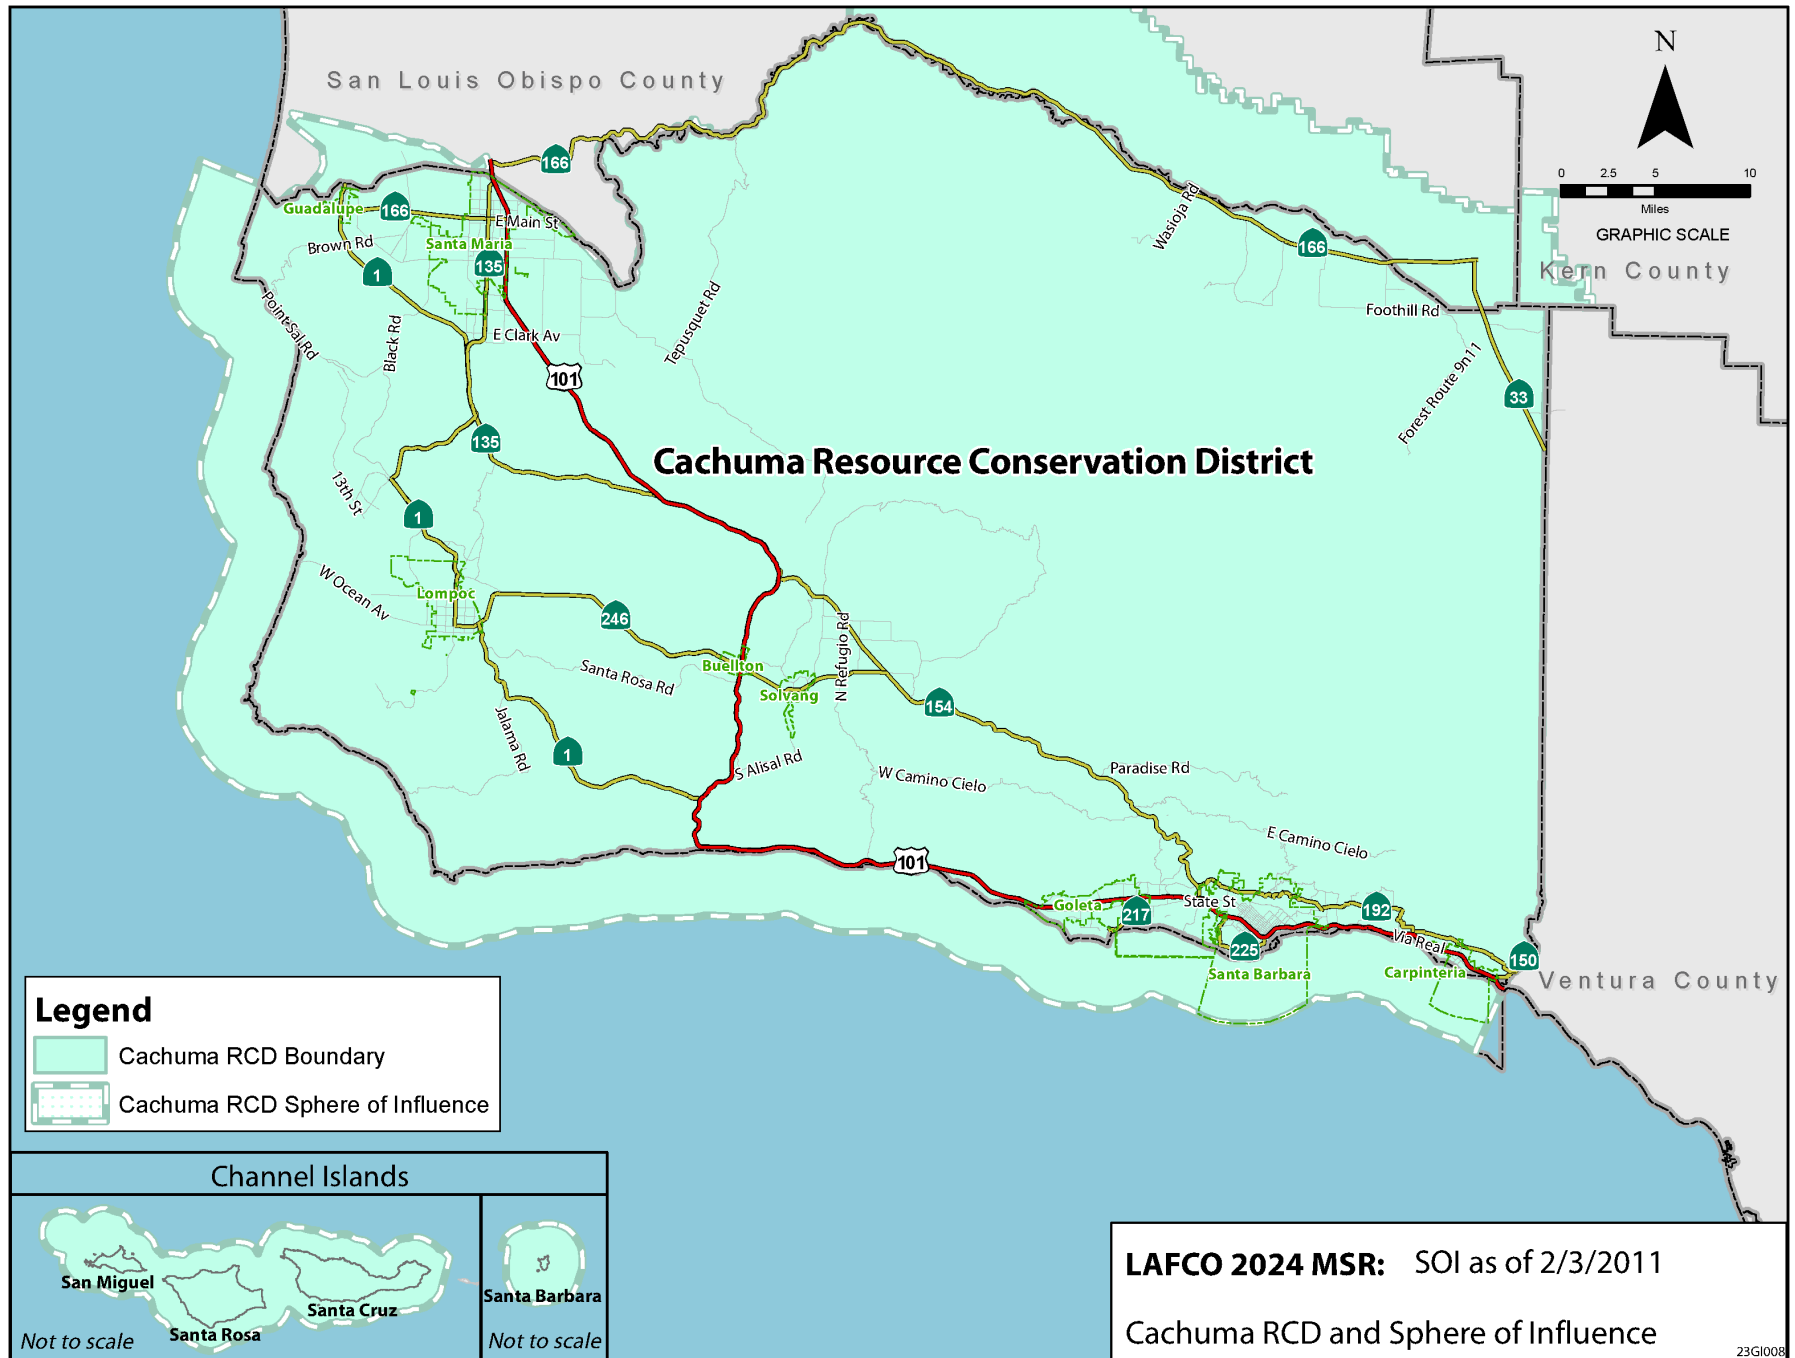 San Louis Obispo County
N
0 2.5 5 10
Miles
GRAPHIC SCALE
Kern County
166
Guadalupe
166
E Main St
Santa Maria
Brown Rd
135
1
Wasioja Rd
166
Point Sal Rd
Black Rd
E Clark Av
Tepusquet Rd
Foothill Rd
101
Forest Route 9n11
33
135
Cachuma Resource Conservation District
13th St
1
W Ocean Av
Lompoc
246
N Refugio Rd
Buellton
Santa Rosa Rd
Solvang
154
Jalama Rd
1
S Alisal Rd
W Camino Cielo
Paradise Rd
E Camino Cielo
101
Goleta
217
State St
192
225
Via Real
150
Santa Barbara
Carpinteria
Ventura County
Legend
Cachuma RCD Boundary
Cachuma RCD Sphere of Influence
Channel Islands
San Miguel
Santa Rosa
Santa Cruz
Not to scale
Santa Barbara
Not to scale
LAFCO 2024 MSR: SOI as of 2/3/2011
Cachuma RCD and Sphere of Influence
23GI008